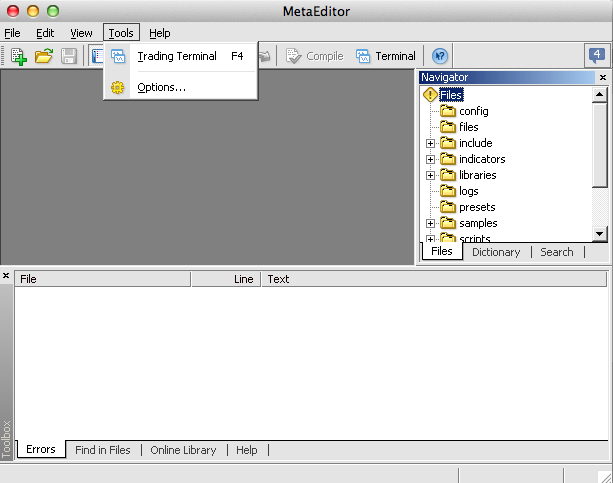 MetaEditor
File Edit View Tools Help
Trading Terminal F4
Options...
Compile Terminal 4
Navigator
Files
config
files
include
indicators
libraries
logs
presets
samples
scripts
Files Dictionary Search
File Line Text
Toolbox
Errors Find in Files Online Library Help